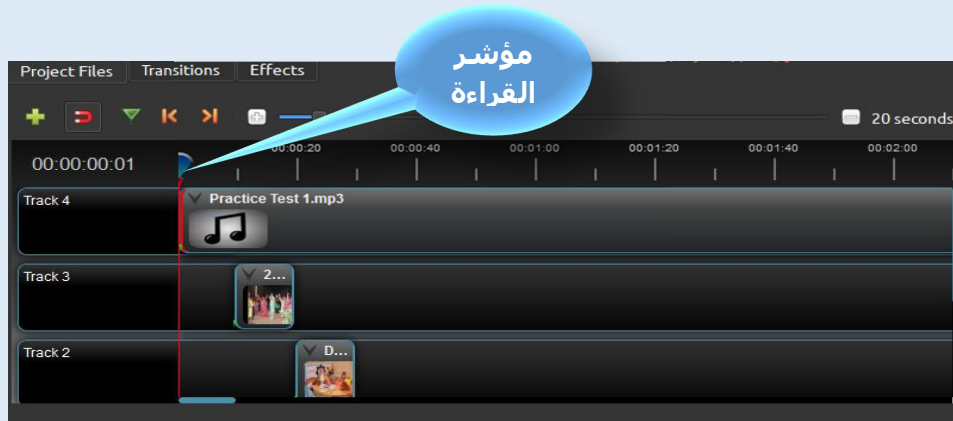 مؤشر
القراءة
Project Files Transitions Effects
20 seconds
00:00:00:01
00:00:20 00:00:40 00:01:00 00:01:20 00:01:40 00:02:00
Track 4
Practice Test 1.mp3
Track 3
2...
Track 2
D...